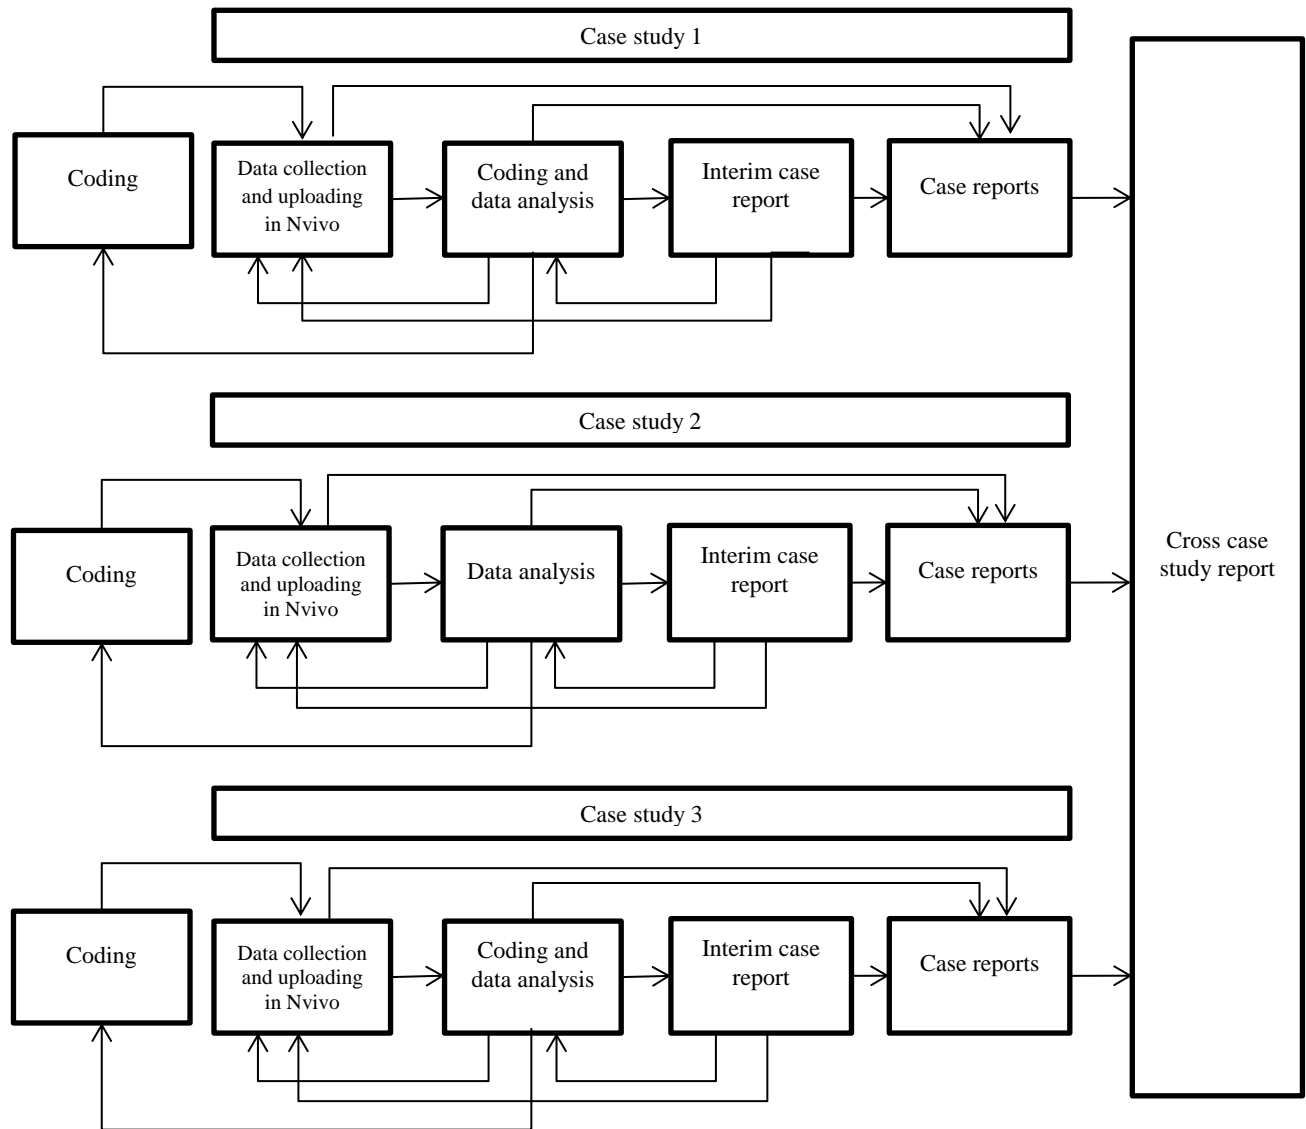 Case study 1
Coding
Data collection
and uploading
in Nvivo
Coding and
data analysis
Interim case
report
Case reports
Case study 2
Coding
Data collection
and uploading
in Nvivo
Data analysis
Interim case
report
Case reports
Cross case
study report
Case study 3
Coding
Data collection
and uploading
in Nvivo
Coding and
data analysis
Interim case
report
Case reports